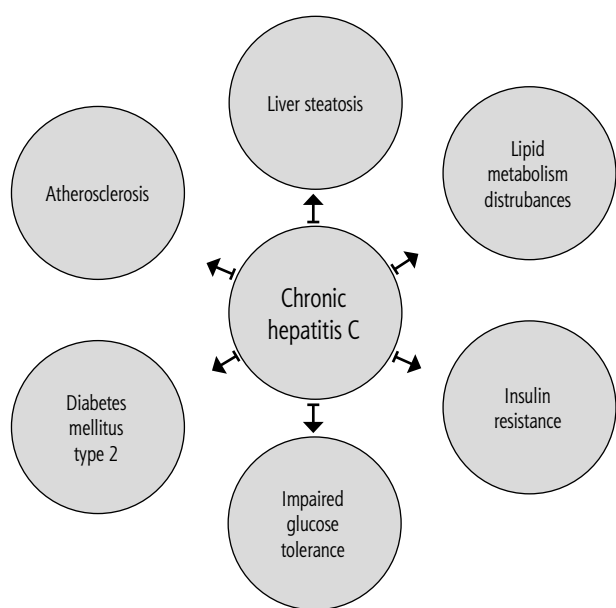 Liver steatosis
Lipid
metabolism
distrubances
Atherosclerosis
Chronic
hepatitis C
Insulin
resistance
Diabetes
mellitus
type 2
Impaired
glucose
tolerance